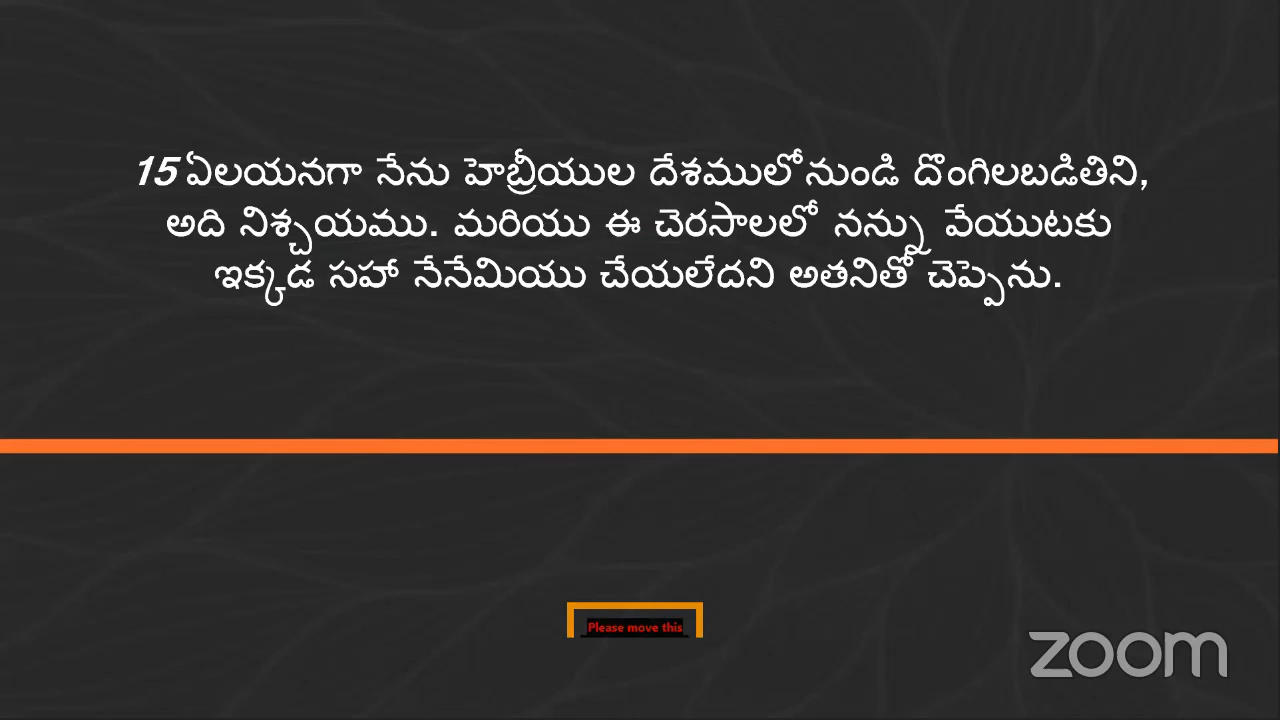 15 ఏలయనగా నేను హెబ్రీయుల దేశములోనుండి దొంగిలబడితిని,
అది నిశ్చయము. మరియు ఈ చెరసాలలో నన్ను వేయుటకు
ఇక్కడ సహా నేనేమియు చేయలేదని అతనితో చెప్పెను.
Please move this
zoom